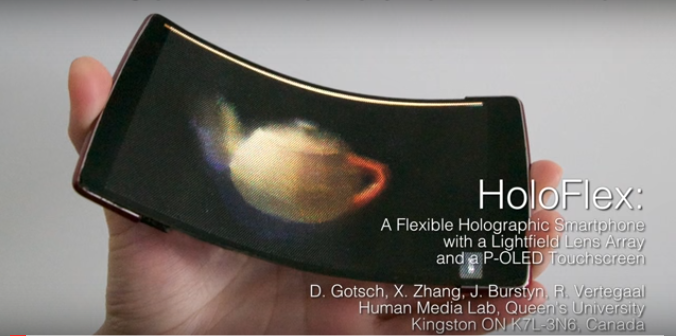 HoloFlex:
A Flexible Holographic Smartphone
with a Lightfield Lens Array
and a P-OLED Touchscreen
D. Gotsch, X. Zhang, J. Burstyn, R. Vertegaal
Human Media Lab, Queen's University
Kingston ON K7L-3N6, Canada